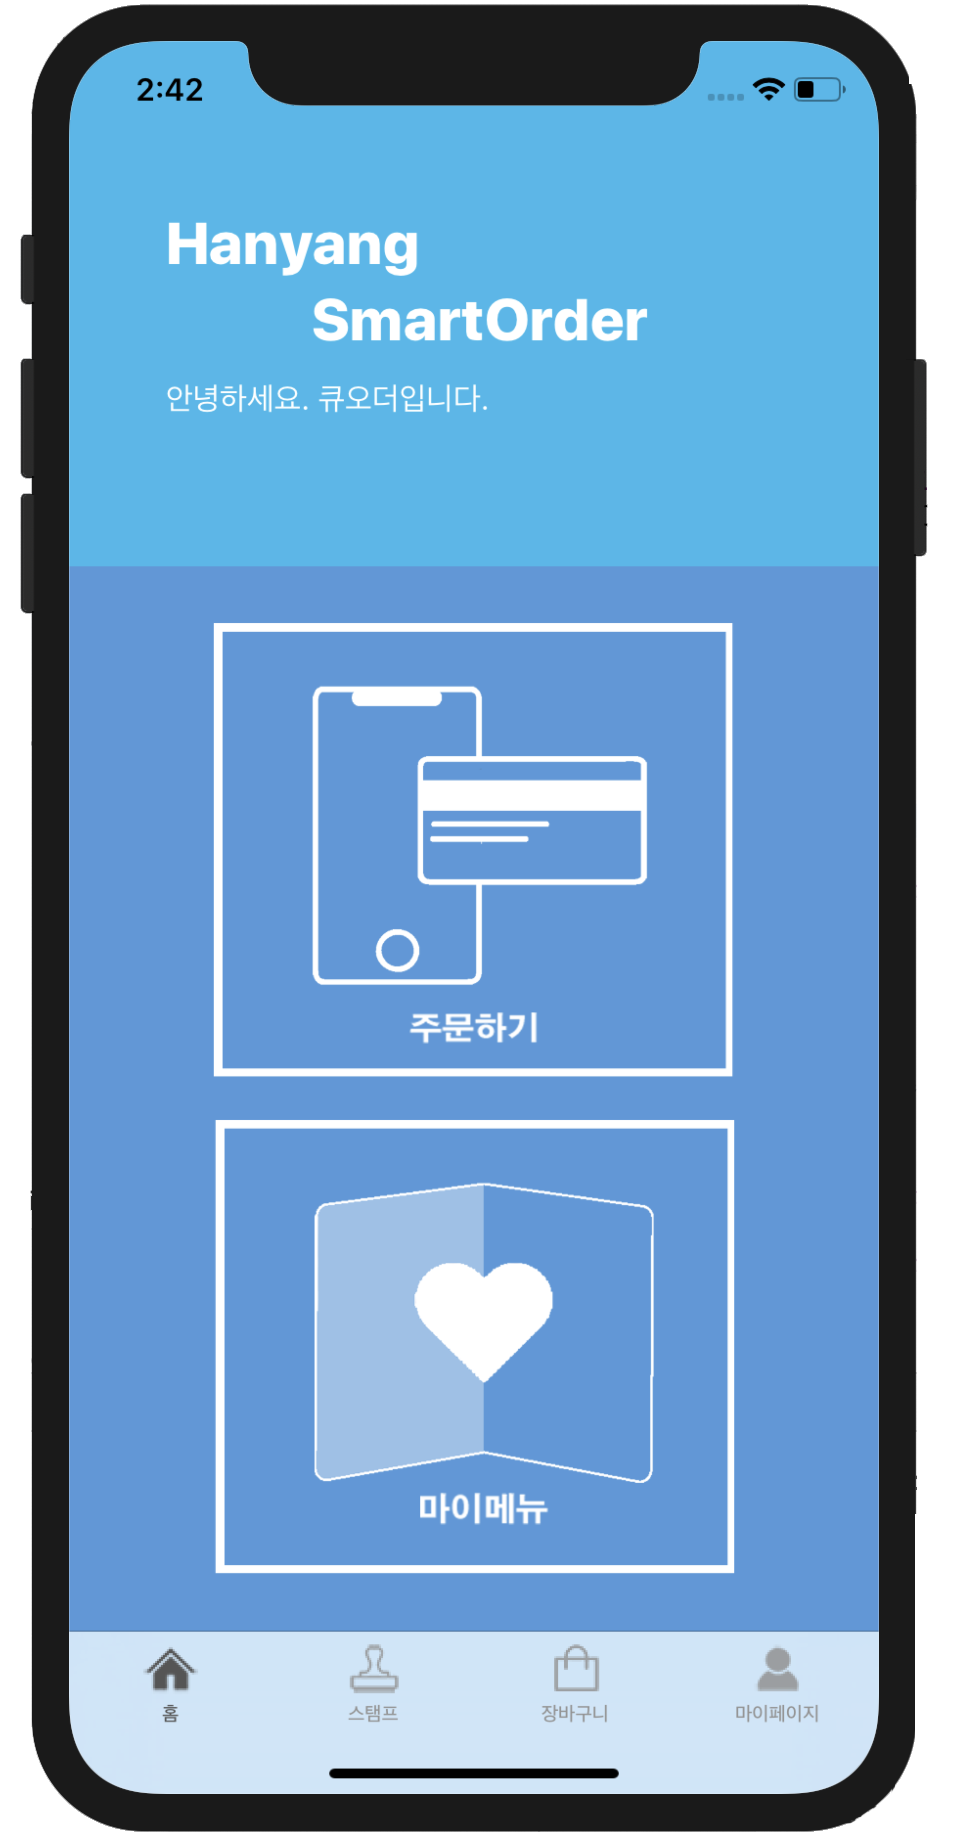 2:42
Hanyang
SmartOrder
안녕하세요. 큐오더입니다.
주문하기
마이메뉴
홈
스탬프
장바구니
마이페이지